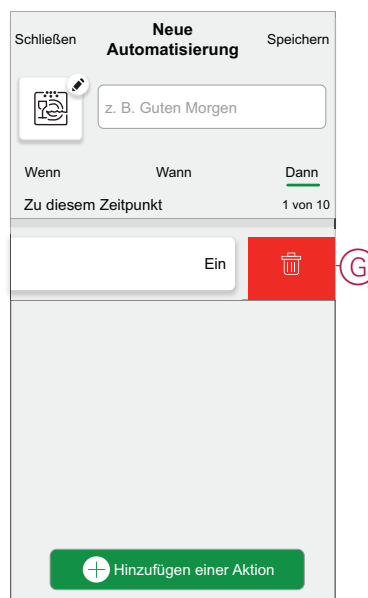 Schließen Neue Automatisierung Speichern
z. B. Guten Morgen
Wenn Wann Dann
Zu diesem Zeitpunkt 1 von 10
Ein
G
Hinzufügen einer Aktion